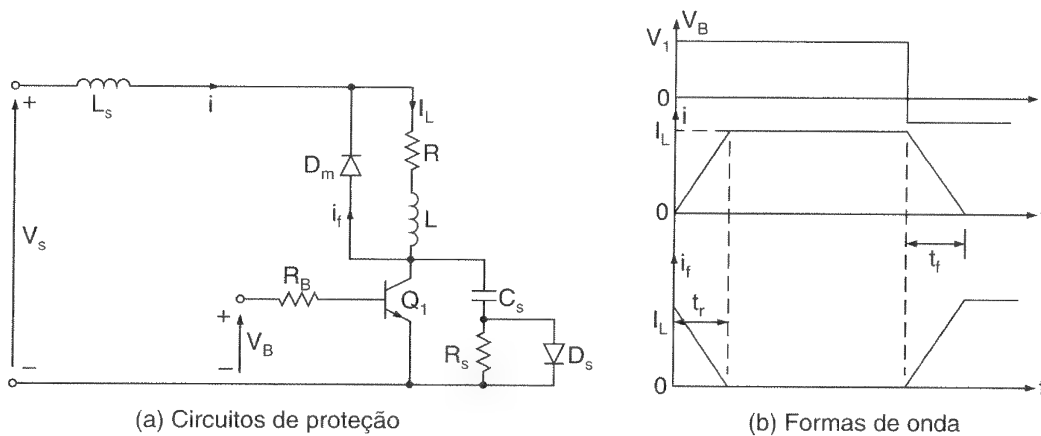 +
L_s
i
I_L
R
D_m
i_f
L
V_s
R_B
Q_1
C_s
+
V_B
R_s
D_s
−
−
(a) Circuitos de proteção
V_B
V_1
0
t
i
I_L
0
t
t_f
i_f
t_r
I_L
0
t
(b) Formas de onda